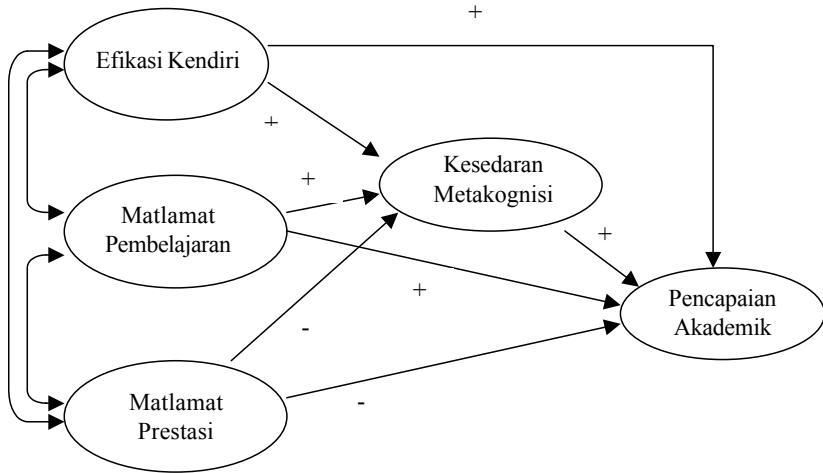 +
Efikasi Kendiri
+
Kesedaran
Metakognisi
+
Matlamat
Pembelajaran
+
+
Pencapaian
Akademik
-
Matlamat
Prestasi
-